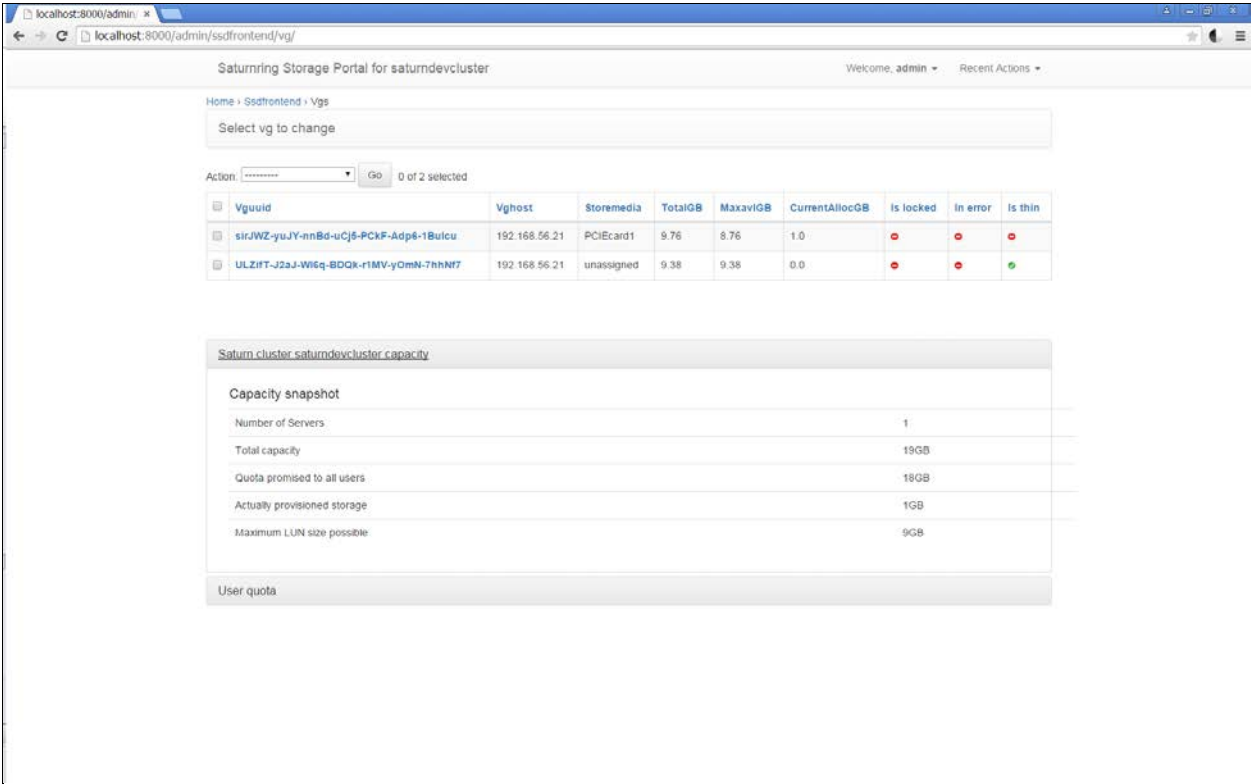 localhost:8000/admin/ ×
localhost:8000/admin/ssdfrontend/vg/
Saturnring Storage Portal for saturndevcluster Welcome, admin Recent Actions
Home › Ssdfrontend › Vgs
Select vg to change
Action: --------- Go 0 of 2 selected
Vguuid Vghost Storemedia TotalGB MaxavlGB CurrentAllocGB Is locked In error Is thin
sirJWZ-yuJY-nnBd-uCj5-PCkF-Adp6-1Bulcu 192.168.56.21 PCIEcard1 9.76 8.76 1.0
ULZifT-J2aJ-Wl6q-BDQk-r1MV-yOmN-7hhNf7 192.168.56.21 unassigned 9.38 9.38 0.0
Saturn cluster saturndevcluster capacity
Capacity snapshot
Number of Servers 1
Total capacity 19GB
Quota promised to all users 18GB
Actually provisioned storage 1GB
Maximum LUN size possible 9GB
User quota